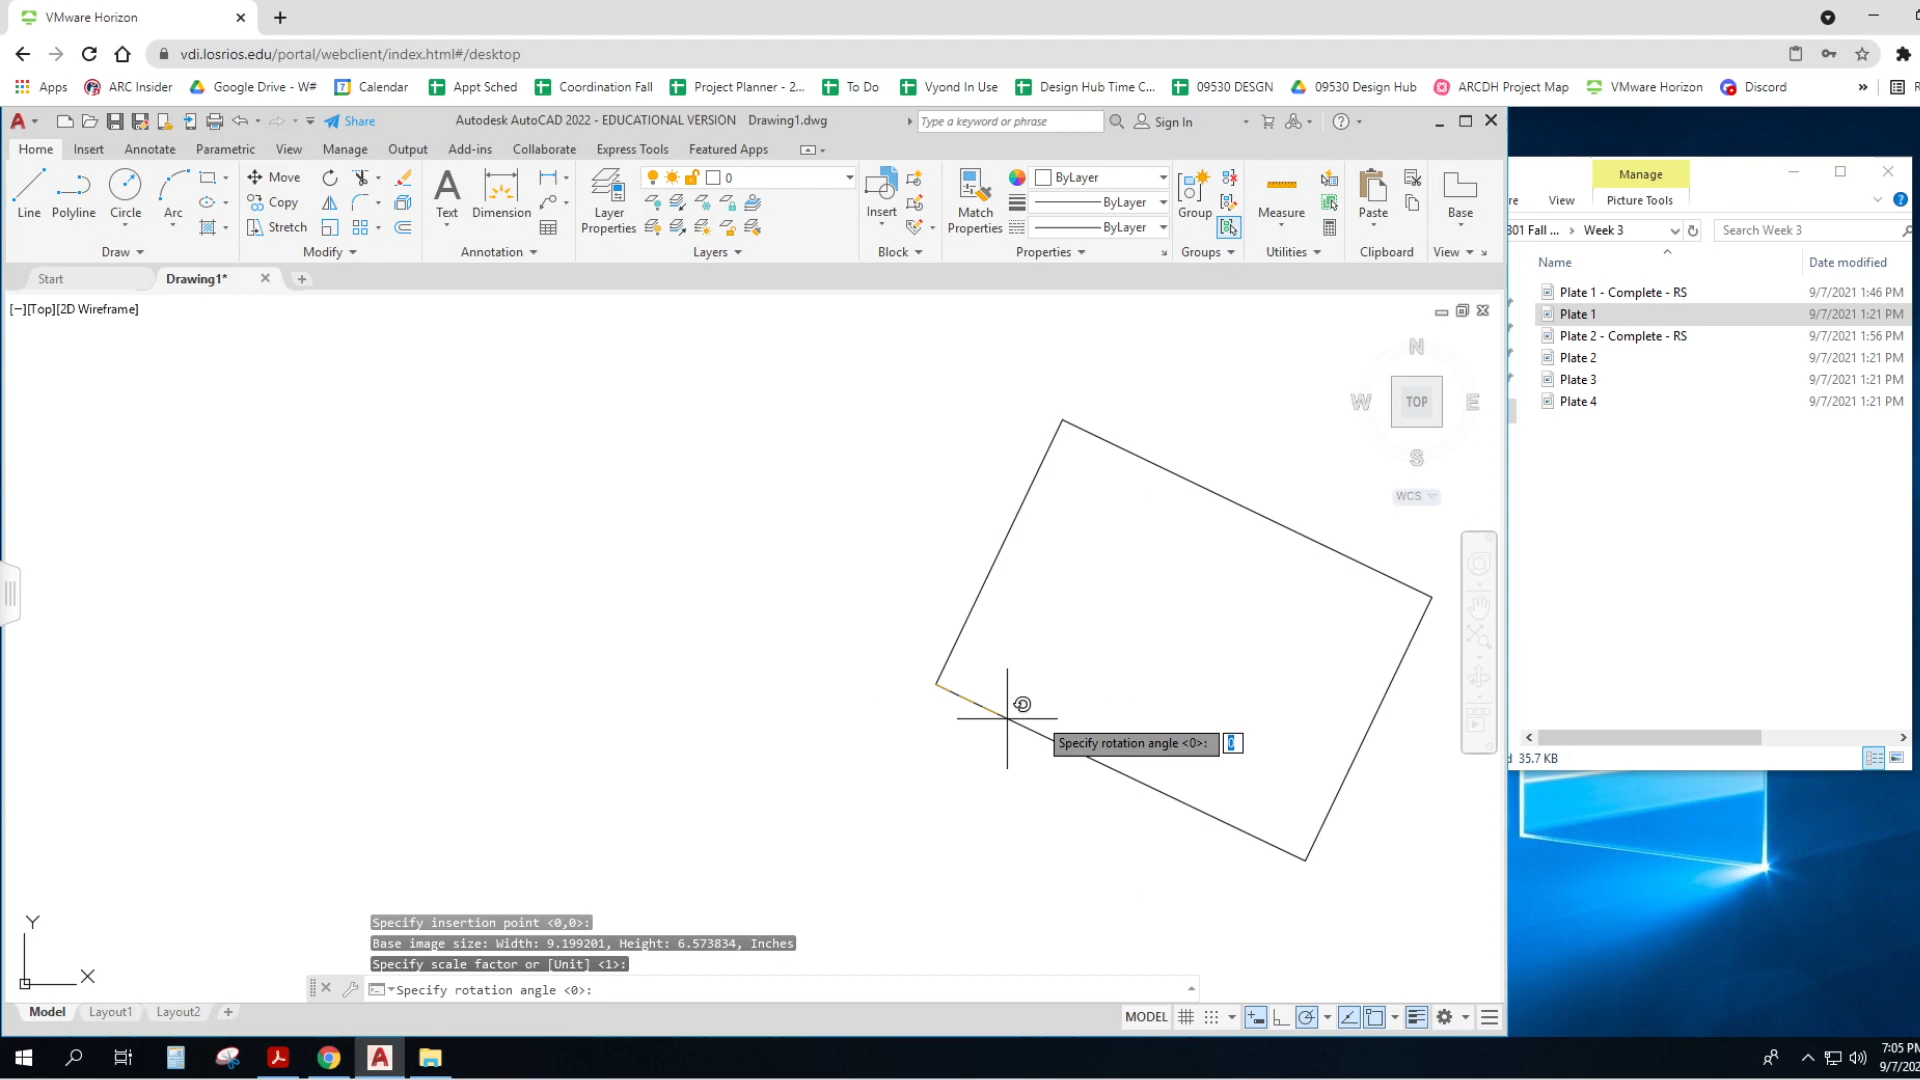 VMware Horizon
vdi.losrios.edu/portal/webclient/index.html#/desktop
Apps ARC Insider Google Drive - W# Calendar Appt Sched Coordination Fall Project Planner - 2... To Do Vyond In Use Design Hub Time C... 09530 DESGN 09530 Design Hub ARCDH Project Map VMware Horizon Discord »
Share Autodesk AutoCAD 2022 - EDUCATIONAL VERSION Drawing1.dwg Type a keyword or phrase Sign In
Home Insert Annotate Parametric View Manage Output Add-ins Collaborate Express Tools Featured Apps
Line Polyline Circle Arc
Move
Copy
Stretch
Text Dimension
Layer Properties
0
Insert
Match Properties
ByLayer
ByLayer
ByLayer
Group
Measure
Paste
Base
Draw Modify Annotation Layers Block Properties Groups Utilities Clipboard View
Start Drawing1*
[−][Top][2D Wireframe]
N
W TOP E
S
WCS
Specify rotation angle <0>: 0
Y
X
Specify insertion point <0,0>:
Base image size: Width: 9.199201, Height: 6.573834, Inches
Specify scale factor or [Unit] <1>:
Specify rotation angle <0>:
Model Layout1 Layout2 +
MODEL
Manage
View Picture Tools
Week 3 Search Week 3
Name Date modified
Plate 1 - Complete - RS 9/7/2021 1:46 PM
Plate 1 9/7/2021 1:21 PM
Plate 2 - Complete - RS 9/7/2021 1:56 PM
Plate 2 9/7/2021 1:21 PM
Plate 3 9/7/2021 1:21 PM
Plate 4 9/7/2021 1:21 PM
35.7 KB
7:05 PM
9/7/202